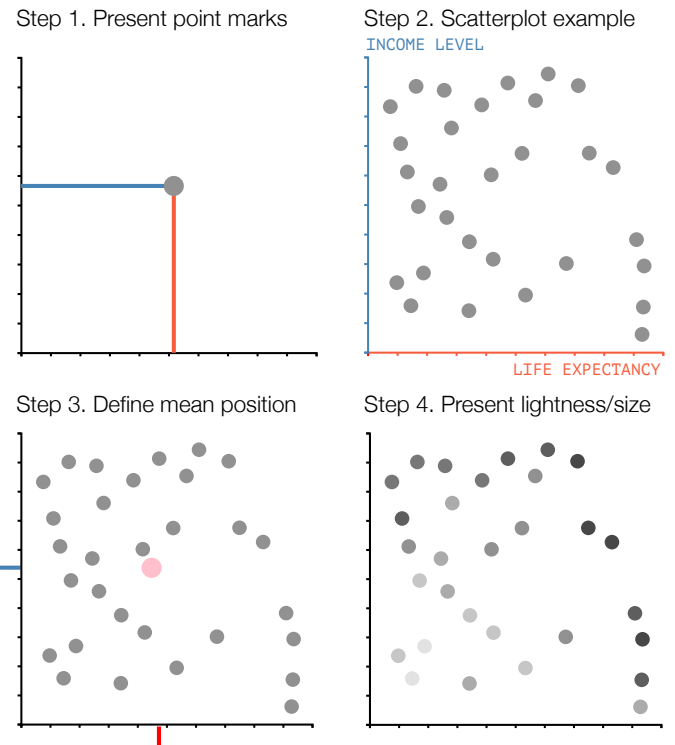 Step 1. Present point marks
Step 2. Scatterplot example
INCOME LEVEL
LIFE EXPECTANCY
Step 3. Define mean position
Step 4. Present lightness/size